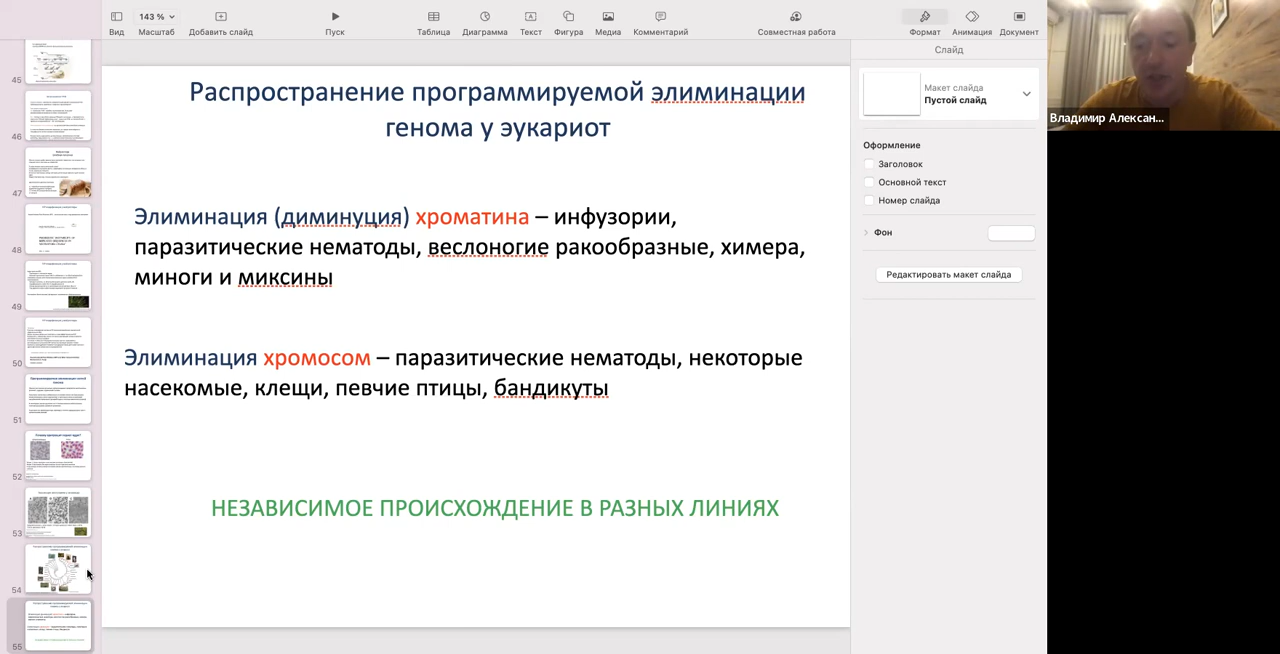 143 %
Вид
Масштаб
Добавить слайд
Пуск
Таблица
Диаграмма
Текст
Фигура
Медиа
Комментарий
Совместная работа
Формат
Анимация
Документ
45
46
47
48
49
50
51
52
53
54
55
Распространение программируемой элиминации
генома у эукариот
Элиминация (диминуция) хроматина – инфузории,
паразитические нематоды, веслоногие ракообразные, химера,
миноги и миксины
Элиминация хромосом – паразитические нематоды, некоторые
насекомые, клещи, певчие птицы, бандикуты
НЕЗАВИСИМОЕ ПРОИСХОЖДЕНИЕ В РАЗНЫХ ЛИНИЯХ
Слайд
Макет слайда
Пустой слайд
Оформление
Заголовок
Основной текст
Номер слайда
Фон
Редактировать макет слайда
Владимир Алексан...